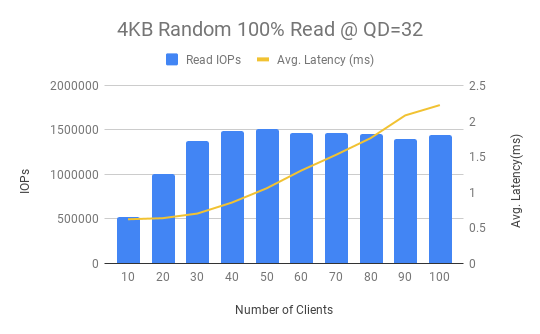 4KB Random 100% Read @ QD=32
Read IOPs Avg. Latency (ms)
2000000 2.5
1500000 2
1000000 1.5
500000 1
0 0.5
0
IOPs
Avg. Latency(ms)
10 20 30 40 50 60 70 80 90 100
Number of Clients